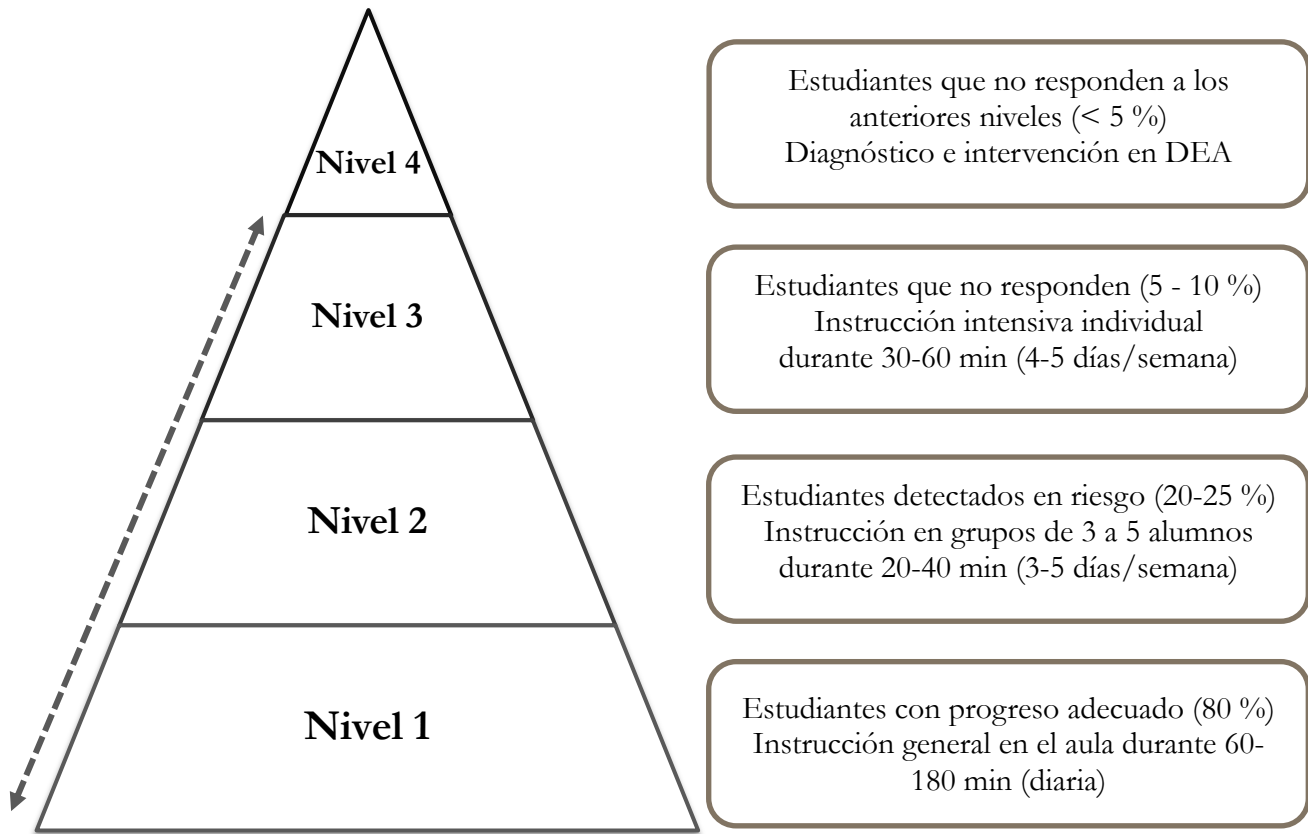 Nivel 4
Estudiantes que no responden a los
anteriores niveles (< 5 %)
Diagnóstico e intervención en DEA
Nivel 3
Estudiantes que no responden (5 - 10 %)
Instrucción intensiva individual
durante 30-60 min (4-5 días/semana)
Nivel 2
Estudiantes detectados en riesgo (20-25 %)
Instrucción en grupos de 3 a 5 alumnos
durante 20-40 min (3-5 días/semana)
Nivel 1
Estudiantes con progreso adecuado (80 %)
Instrucción general en el aula durante 60-
180 min (diaria)